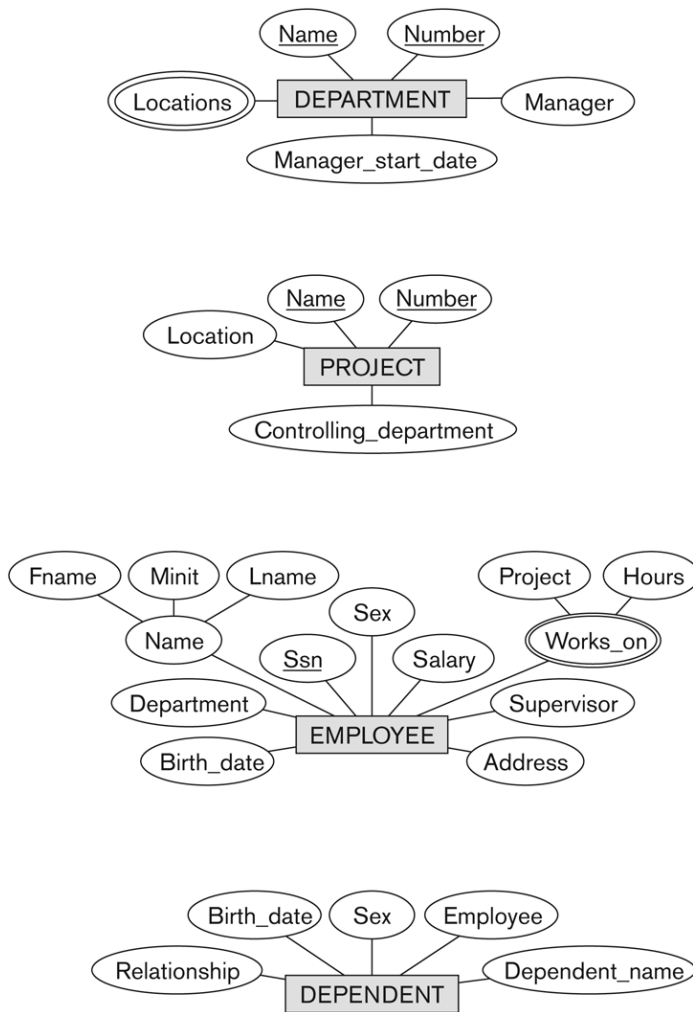 Name Number
Locations DEPARTMENT Manager
Manager_start_date
Name Number
Location
PROJECT
Controlling_department
Fname Minit Lname Project Hours
Sex
Name Works_on
Ssn Salary
Department Supervisor
EMPLOYEE
Birth_date Address
Birth_date Sex Employee
Relationship Dependent_name
DEPENDENT